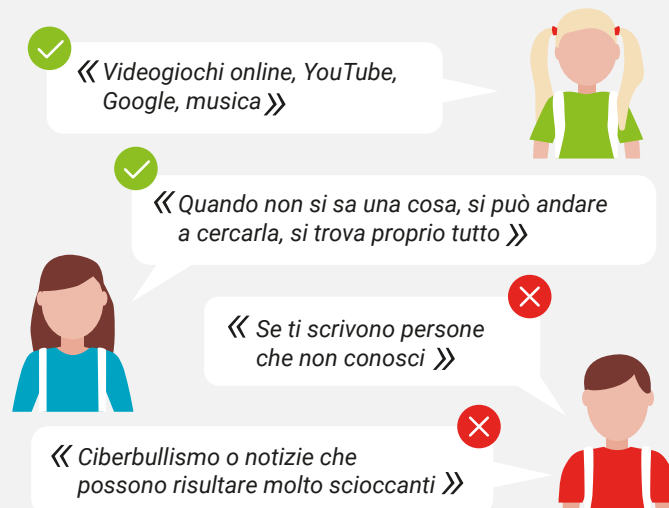 « Videogiochi online, YouTube,
Google, musica »
« Quando non si sa una cosa, si può andare
a cercarla, si trova proprio tutto »
« Se ti scrivono persone
che non conosci »
« Ciberbullismo o notizie che
possono risultare molto scioccanti »